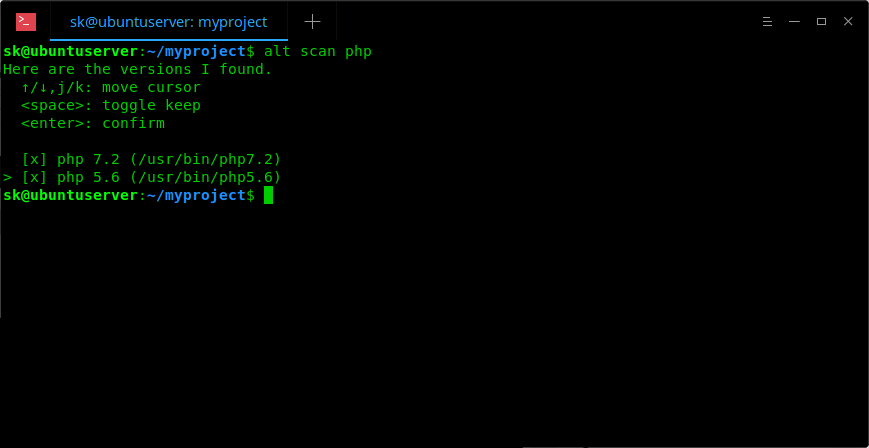 sk@ubuntuserver: myproject
sk@ubuntuserver:~/myproject$ alt scan php
Here are the versions I found.
  ↑/↓,j/k: move cursor
  <space>: toggle keep
  <enter>: confirm
  [x] php 7.2 (/usr/bin/php7.2)
> [x] php 5.6 (/usr/bin/php5.6)
sk@ubuntuserver:~/myproject$